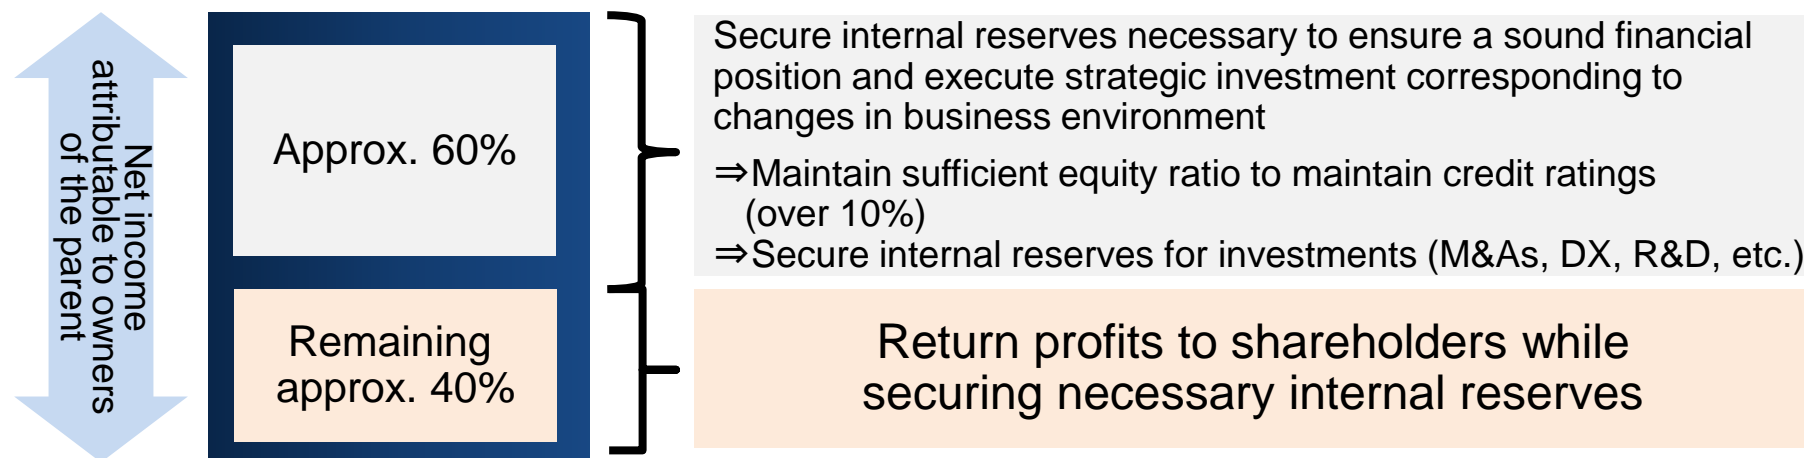 Net income
attributable to owners
of the parent
Approx. 60%
Secure internal reserves necessary to ensure a sound financial
position and execute strategic investment corresponding to
changes in business environment
⇒Maintain sufficient equity ratio to maintain credit ratings
(over 10%)
⇒Secure internal reserves for investments (M&As, DX, R&D, etc.)
Remaining
approx. 40%
Return profits to shareholders while
securing necessary internal reserves